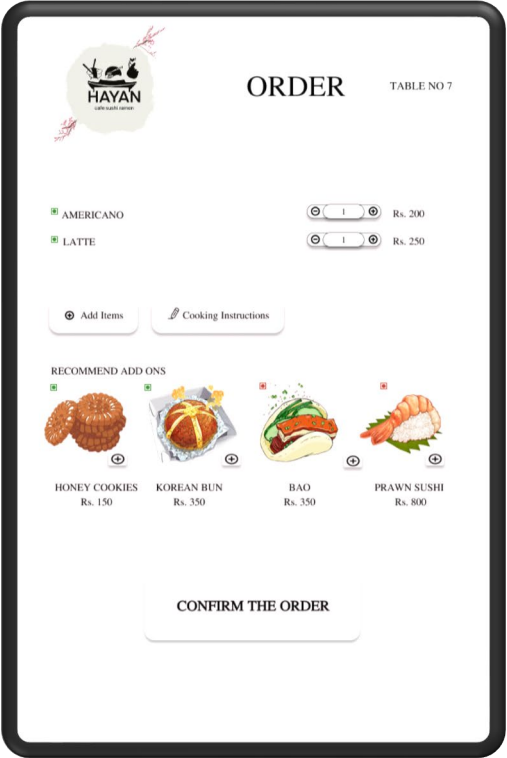 HAYAN
cafe sushi ramen
ORDER
TABLE NO 7
AMERICANO 1 Rs. 200
LATTE 1 Rs. 250
Add Items
Cooking Instructions
RECOMMEND ADD ONS
HONEY COOKIES KOREAN BUN BAO PRAWN SUSHI
Rs. 150 Rs. 350 Rs. 350 Rs. 800
CONFIRM THE ORDER